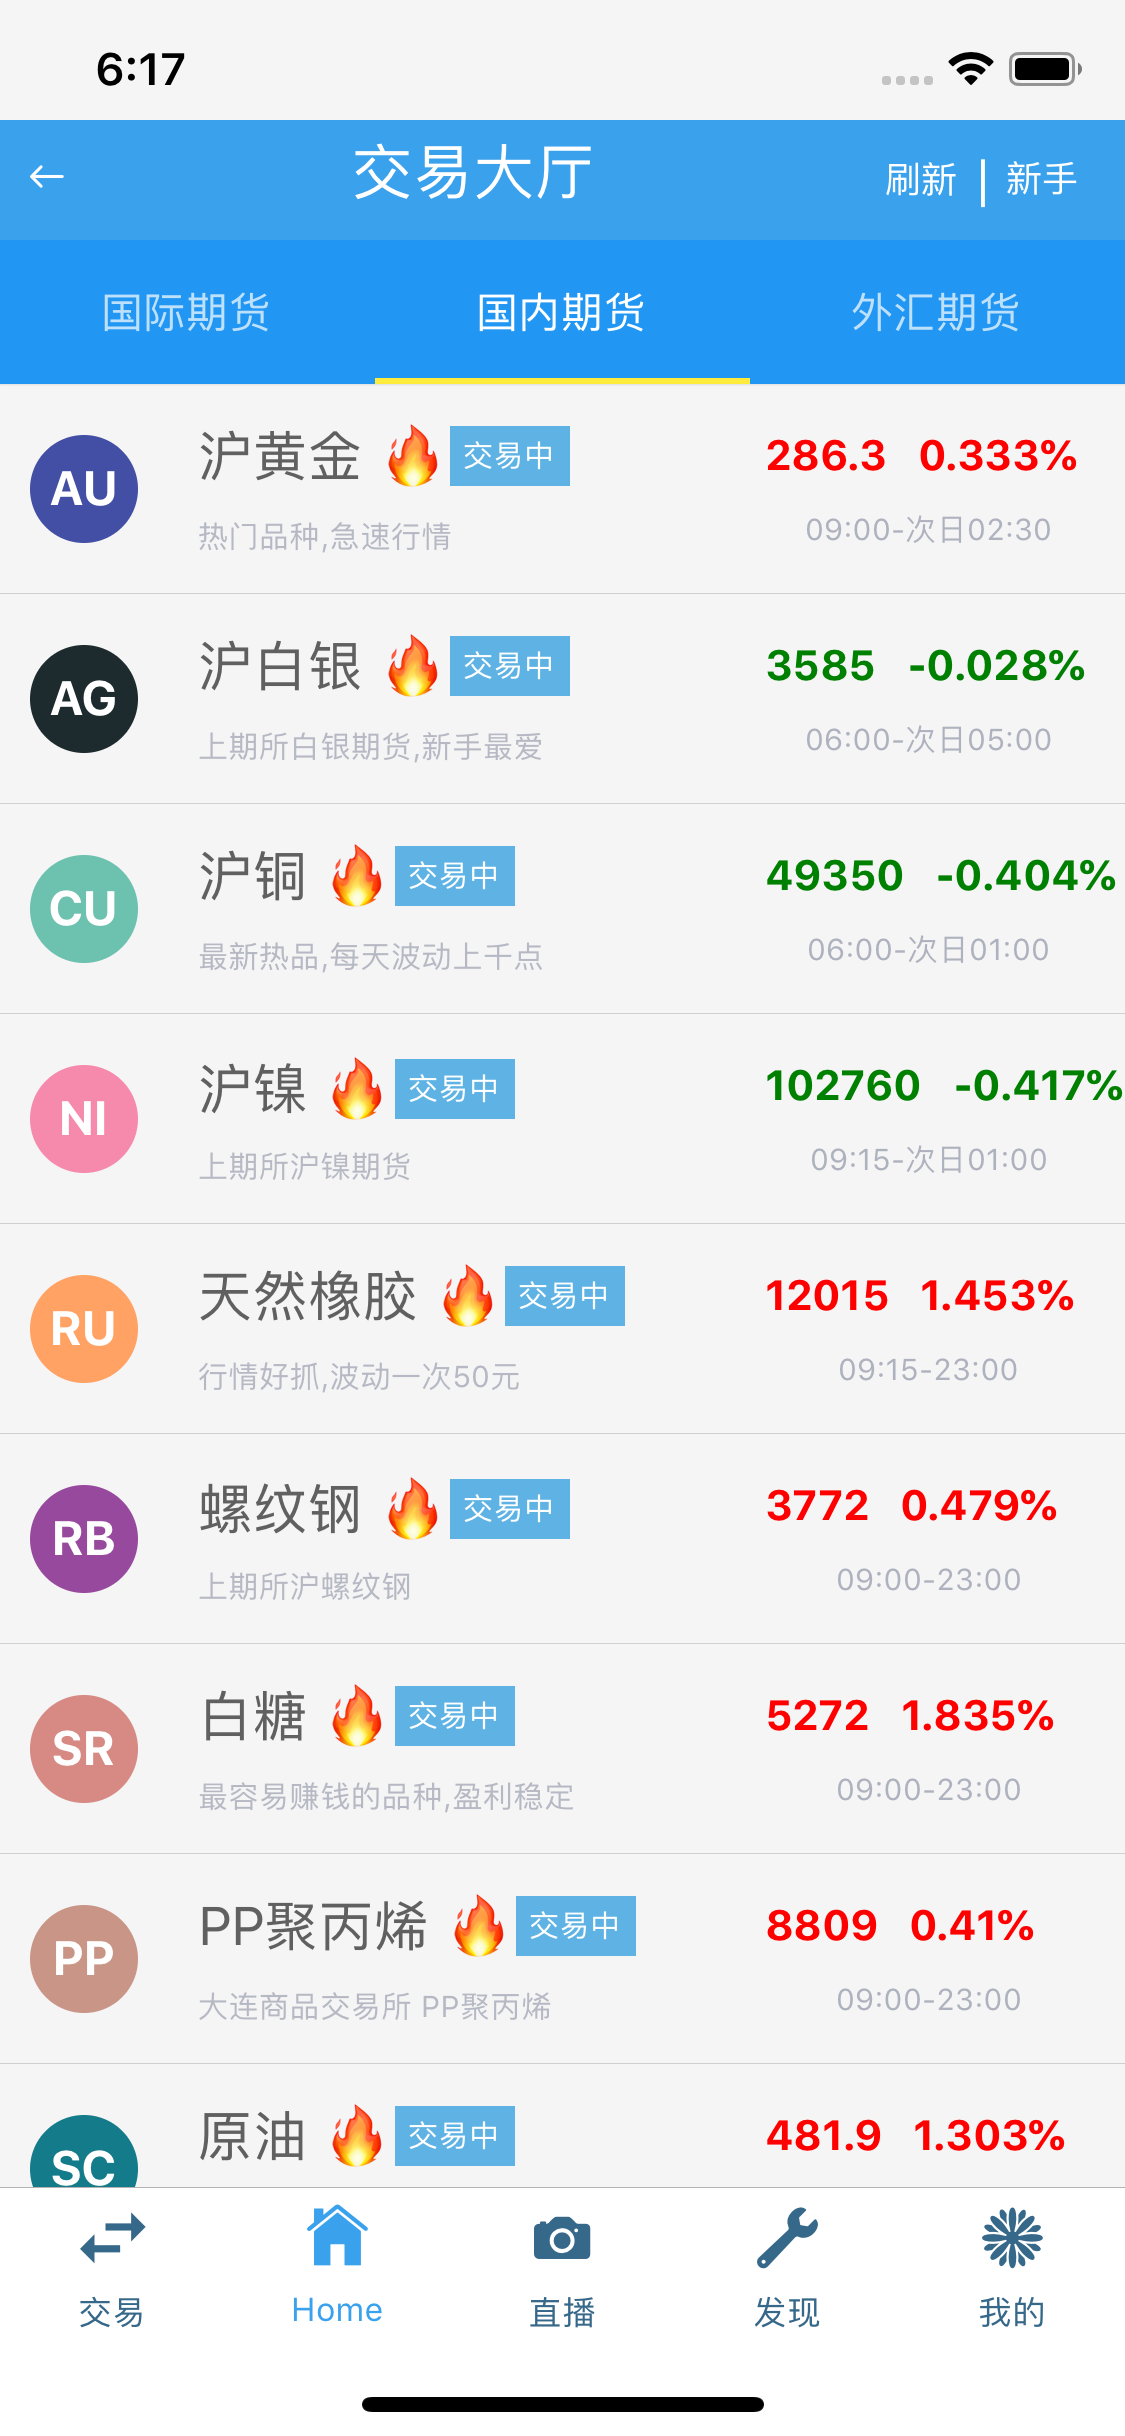 6:17
交易大厅
刷新 | 新手
国际期货 国内期货 外汇期货
AU 沪黄金 交易中 286.3 0.333%
热门品种,急速行情 09:00-次日02:30
AG 沪白银 交易中 3585 -0.028%
上期所白银期货,新手最爱 06:00-次日05:00
CU 沪铜 交易中 49350 -0.404%
最新热品,每天波动上千点 06:00-次日01:00
NI 沪镍 交易中 102760 -0.417%
上期所沪镍期货 09:15-次日01:00
RU 天然橡胶 交易中 12015 1.453%
行情好抓,波动一次50元 09:15-23:00
RB 螺纹钢 交易中 3772 0.479%
上期所沪螺纹钢 09:00-23:00
SR 白糖 交易中 5272 1.835%
最容易赚钱的品种,盈利稳定 09:00-23:00
PP PP聚丙烯 交易中 8809 0.41%
大连商品交易所 PP聚丙烯 09:00-23:00
SC 原油 交易中 481.9 1.303%
交易 Home 直播 发现 我的